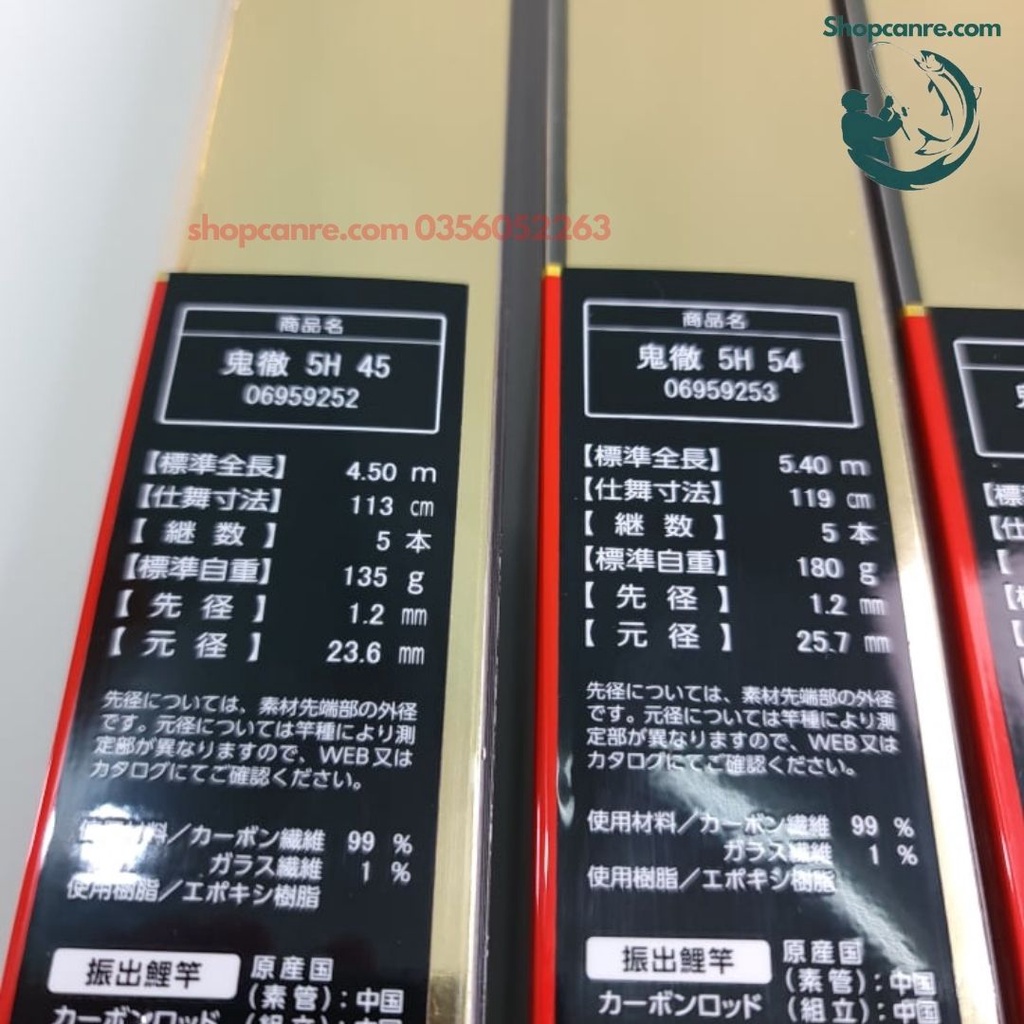 Shopcanre.com
shopcanre.com 0356052263
商品名
鬼徹 5H 45
06959252
【標準全長】 4.50 m
【仕舞寸法】 113 cm
【 継 数 】 5 本
【標準自重】 135 g
【 先 径 】 1.2 mm
【 元 径 】 23.6 mm
先径については、素材先端部の外径
です。元径については竿種により測
定部が異なりますので、WEB又は
カタログにてご確認ください。
使用材料／カーボン繊維 99 %
ガラス繊維 1 %
使用樹脂／エポキシ樹脂
振出鯉竿
カーボンロッド
原産国
(素管)：中国
(組立)：中国
商品名
鬼徹 5H 54
06959253
【標準全長】 5.40 m
【仕舞寸法】 119 cm
【 継 数 】 5 本
【標準自重】 180 g
【 先 径 】 1.2 mm
【 元 径 】 25.7 mm
先径については、素材先端部の外径
です。元径については竿種により測
定部が異なりますので、WEB又は
カタログにてご確認ください。
使用材料／カーボン繊維 99 %
ガラス繊維 1 %
使用樹脂／エポキシ樹脂
振出鯉竿
カーボンロッド
原産国
(素管)：中国
(組立)：中国